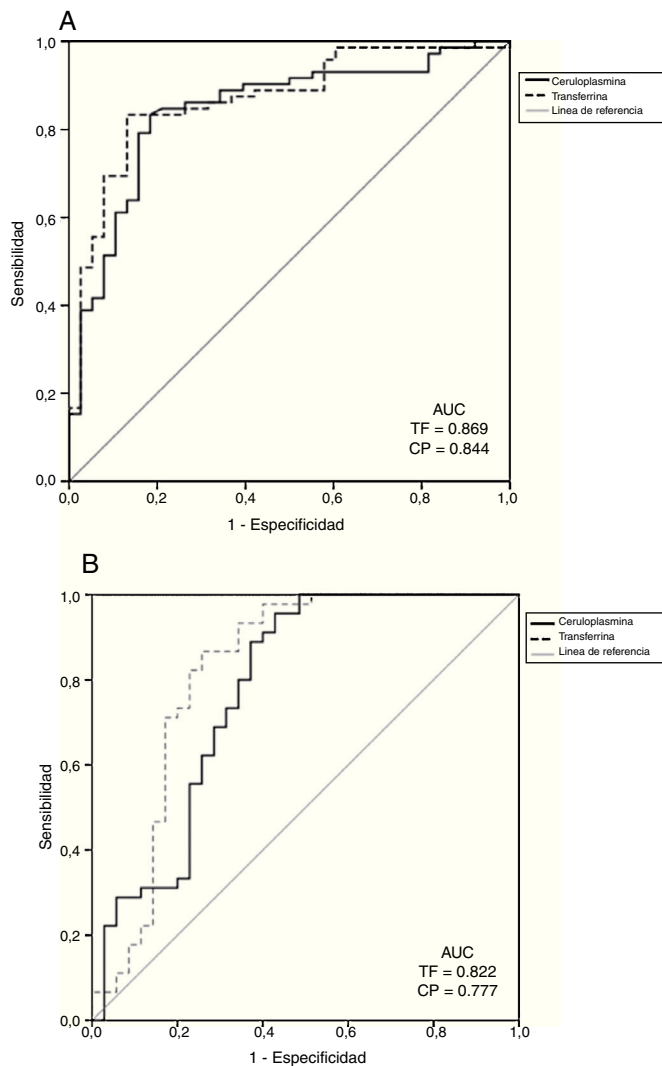 A
1,0
0,8
0,6
0,4
0,2
0,0
Sensibilidad
0,0 0,2 0,4 0,6 0,8 1,0
1 - Especificidad
Ceruloplasmina
Transferrina
Linea de referencia
AUC
TF = 0.869
CP = 0.844
B
1,0
0,8
0,6
0,4
0,2
0,0
Sensibilidad
0,0 0,2 0,4 0,6 0,8 1,0
1 - Especificidad
Ceruloplasmina
Transferrina
Linea de referencia
AUC
TF = 0.822
CP = 0.777